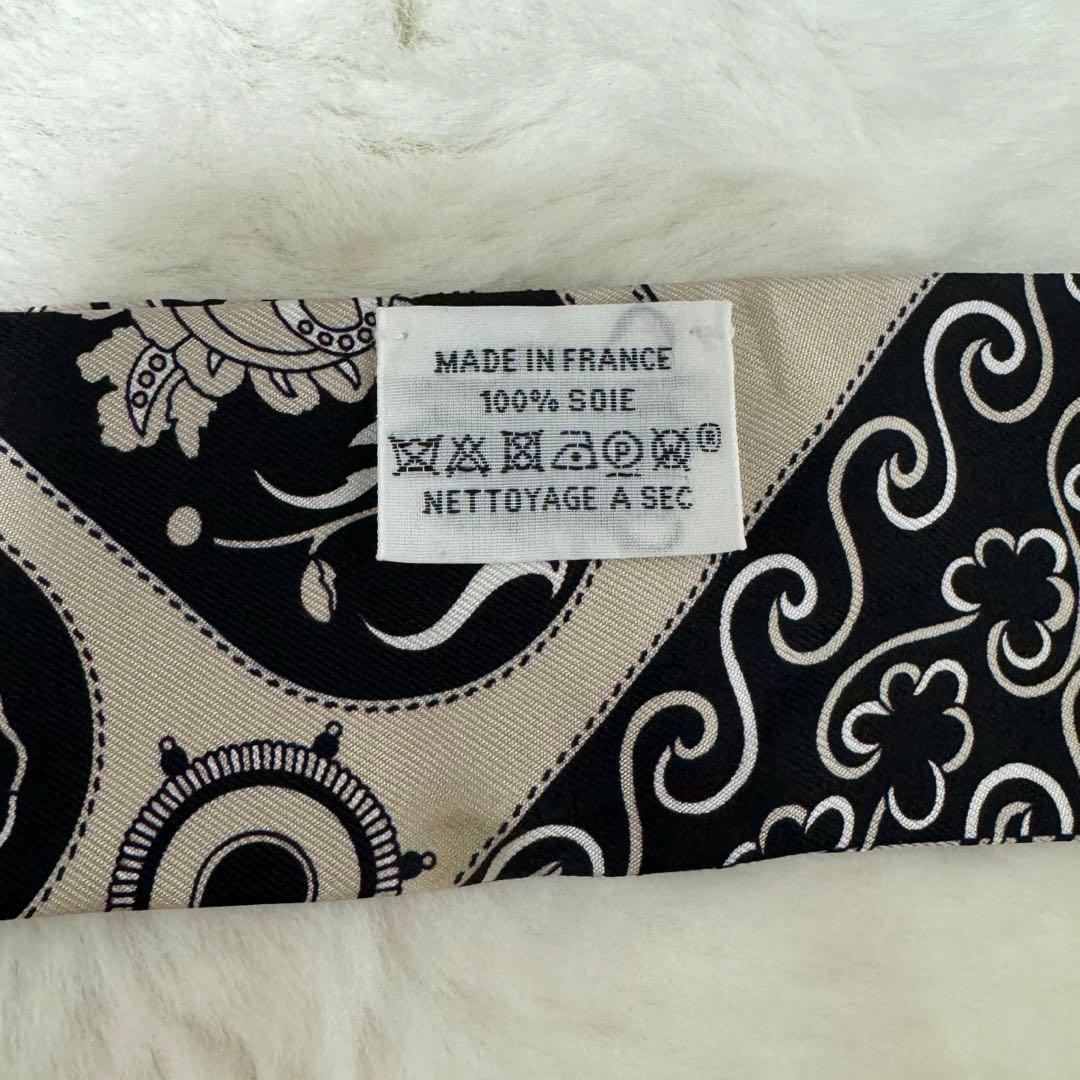 MADE IN FRANCE
100% SOIE
P ®
NETTOYAGE A SEC